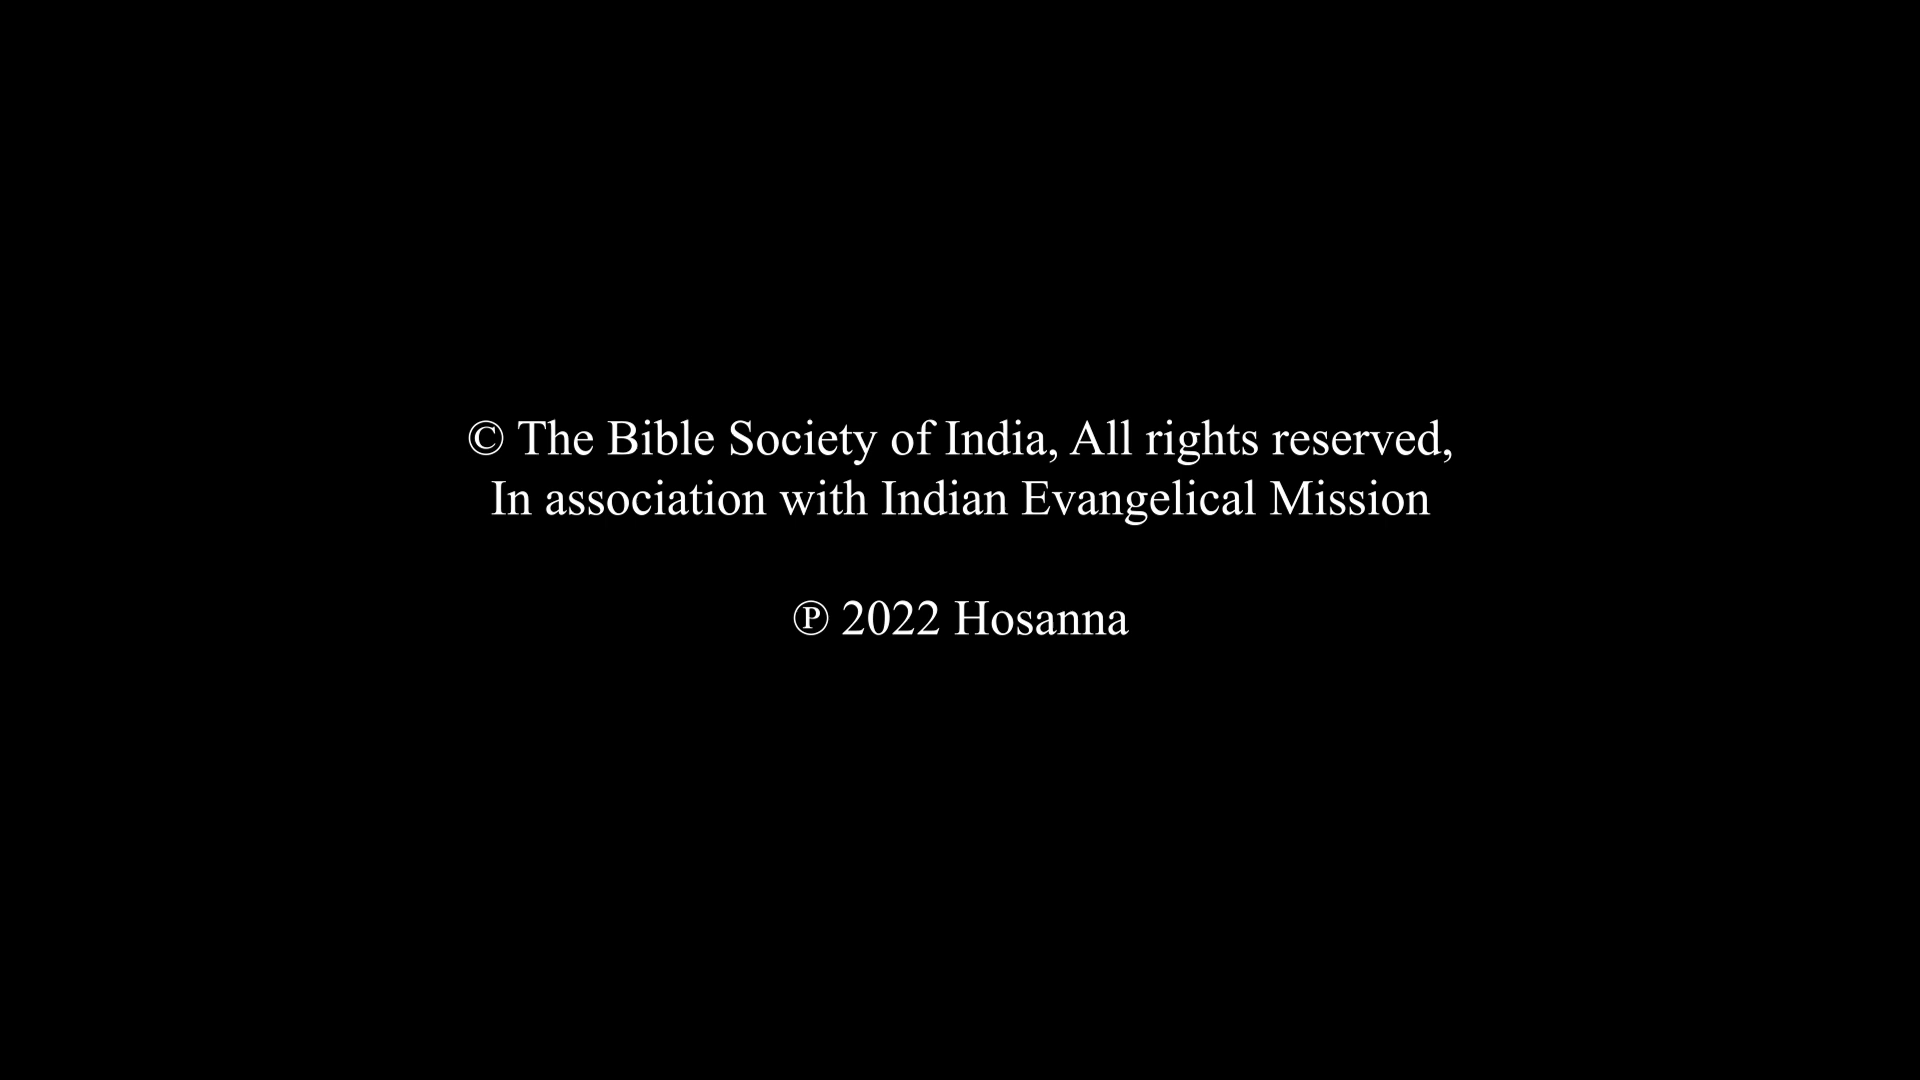 © The Bible Society of India, All rights reserved,
In association with Indian Evangelical Mission
℗ 2022 Hosanna